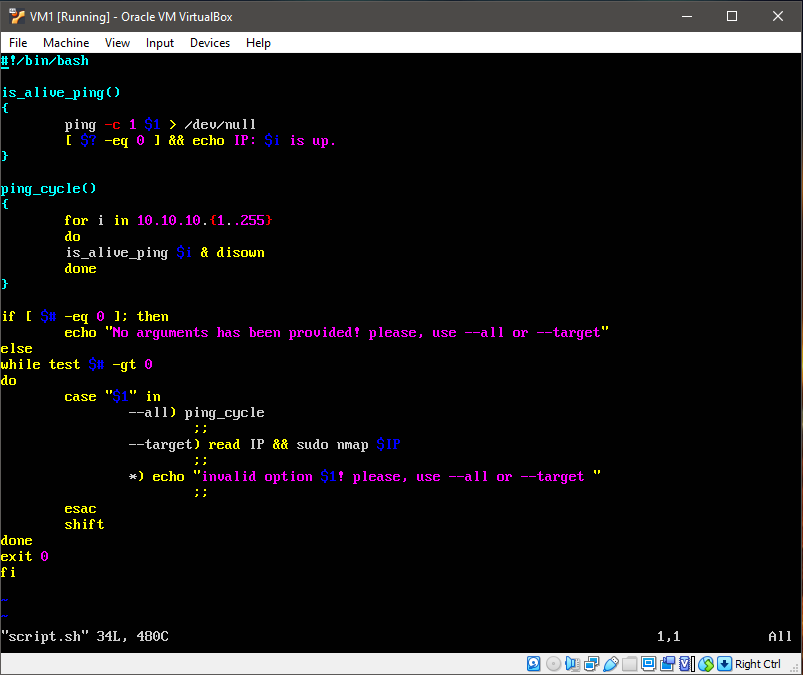 VM1 [Running] - Oracle VM VirtualBox
File Machine View Input Devices Help
#!/bin/bash

is_alive_ping()
{
        ping -c 1 $1 > /dev/null
        [ $? -eq 0 ] && echo IP: $1 is up.
}

ping_cycle()
{
        for i in 10.10.10.{1..255}
        do
        is_alive_ping $1 & disown
        done
}

if [ $# -eq 0 ]; then
        echo "No arguments has been provided! please, use --all or --target"
else
while test $# -gt 0
do
        case "$1" in
                --all) ping_cycle
                        ;;
                --target) read IP && sudo nmap $IP
                        ;;
                *) echo "invalid option $1! please, use --all or --target "
                        ;;
        esac
        shift
done
exit 0
fi
~
~
"script.sh" 34L, 480C 1,1 All
Right Ctrl